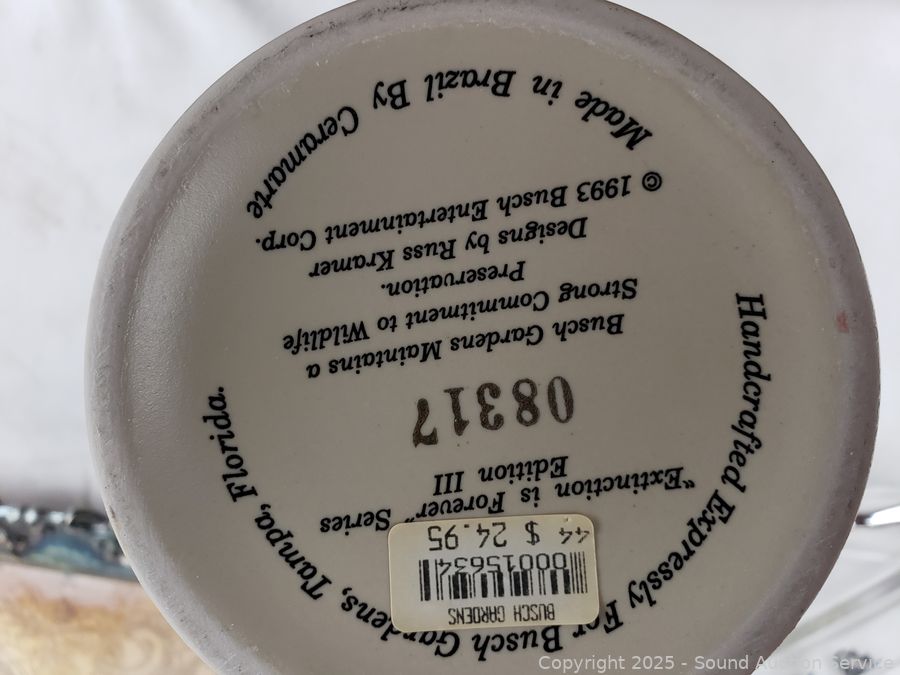 Handcrafted Expressly For Busch Gardens, Tampa, Florida.
BUSCH GARDENS
00015634
44 $ 24.95
"Extinction is Forever" Series
Edition III
08317
Busch Gardens Maintains a
Strong Commitment to Wildlife
Preservation.
Designs by Russ Kramer
© 1993 Busch Entertainment Corp.
Made in Brazil By Ceramarte
Copyright 2025 - Sound Auction Service